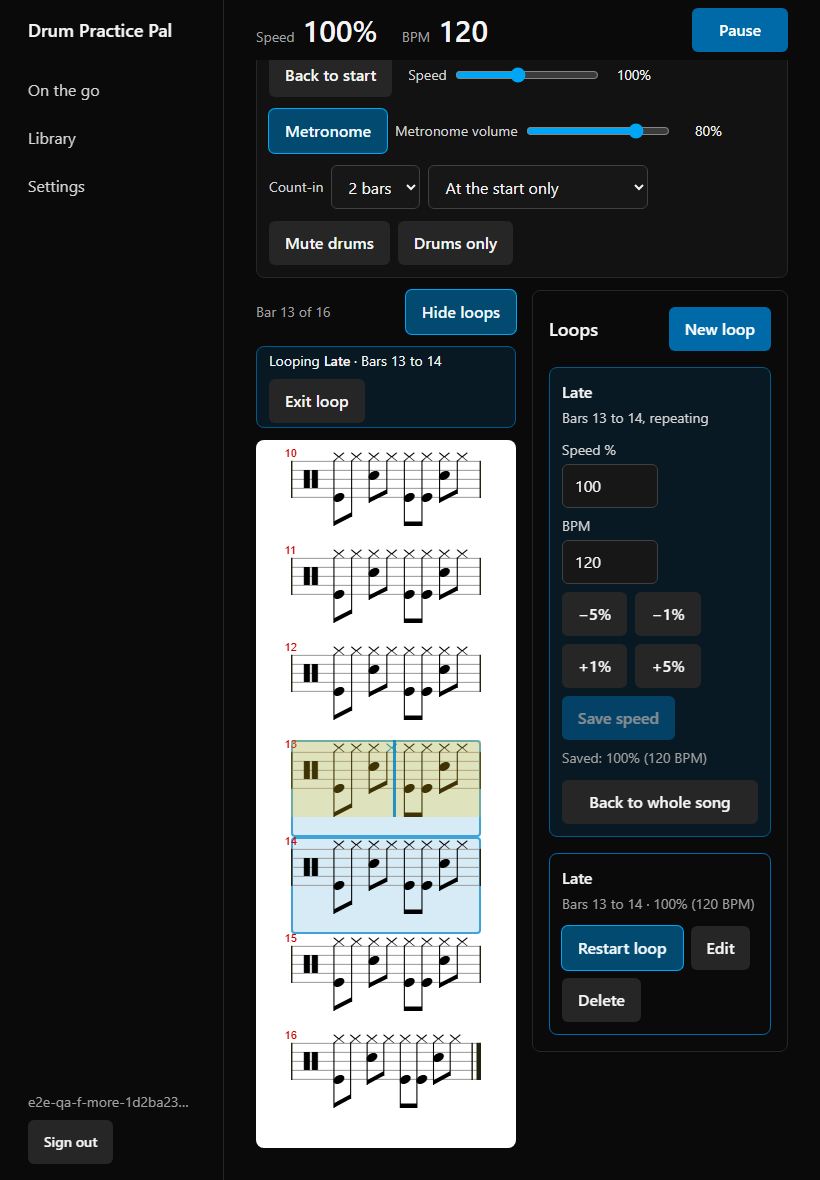 Drum Practice Pal
On the go
Library
Settings
e2e-qa-f-more-1d2ba23...
Sign out
Speed 100% BPM 120
Pause
Back to start Speed 100%
Metronome Metronome volume 80%
Count-in 2 bars At the start only
Mute drums Drums only
Bar 13 of 16 Hide loops
Looping Late · Bars 13 to 14
Exit loop
10
11
12
13
14
15
16
Loops New loop
Late
Bars 13 to 14, repeating
Speed %
100
BPM
120
−5% −1%
+1% +5%
Save speed
Saved: 100% (120 BPM)
Back to whole song
Late
Bars 13 to 14 · 100% (120 BPM)
Restart loop Edit
Delete